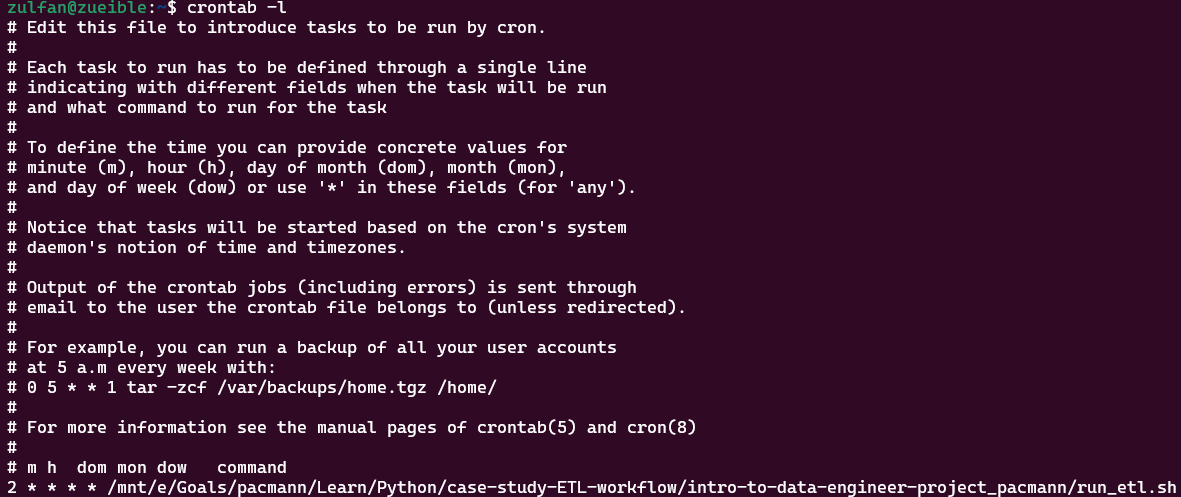 zulfan@zueible:~$ crontab -l
# Edit this file to introduce tasks to be run by cron.
#
# Each task to run has to be defined through a single line
# indicating with different fields when the task will be run
# and what command to run for the task
#
# To define the time you can provide concrete values for
# minute (m), hour (h), day of month (dom), month (mon),
# and day of week (dow) or use '*' in these fields (for 'any').
#
# Notice that tasks will be started based on the cron's system
# daemon's notion of time and timezones.
#
# Output of the crontab jobs (including errors) is sent through
# email to the user the crontab file belongs to (unless redirected).
#
# For example, you can run a backup of all your user accounts
# at 5 a.m every week with:
# 0 5 * * 1 tar -zcf /var/backups/home.tgz /home/
#
# For more information see the manual pages of crontab(5) and cron(8)
#
# m h  dom mon dow   command
2 * * * * /mnt/e/Goals/pacmann/Learn/Python/case-study-ETL-workflow/intro-to-data-engineer-project_pacmann/run_etl.sh